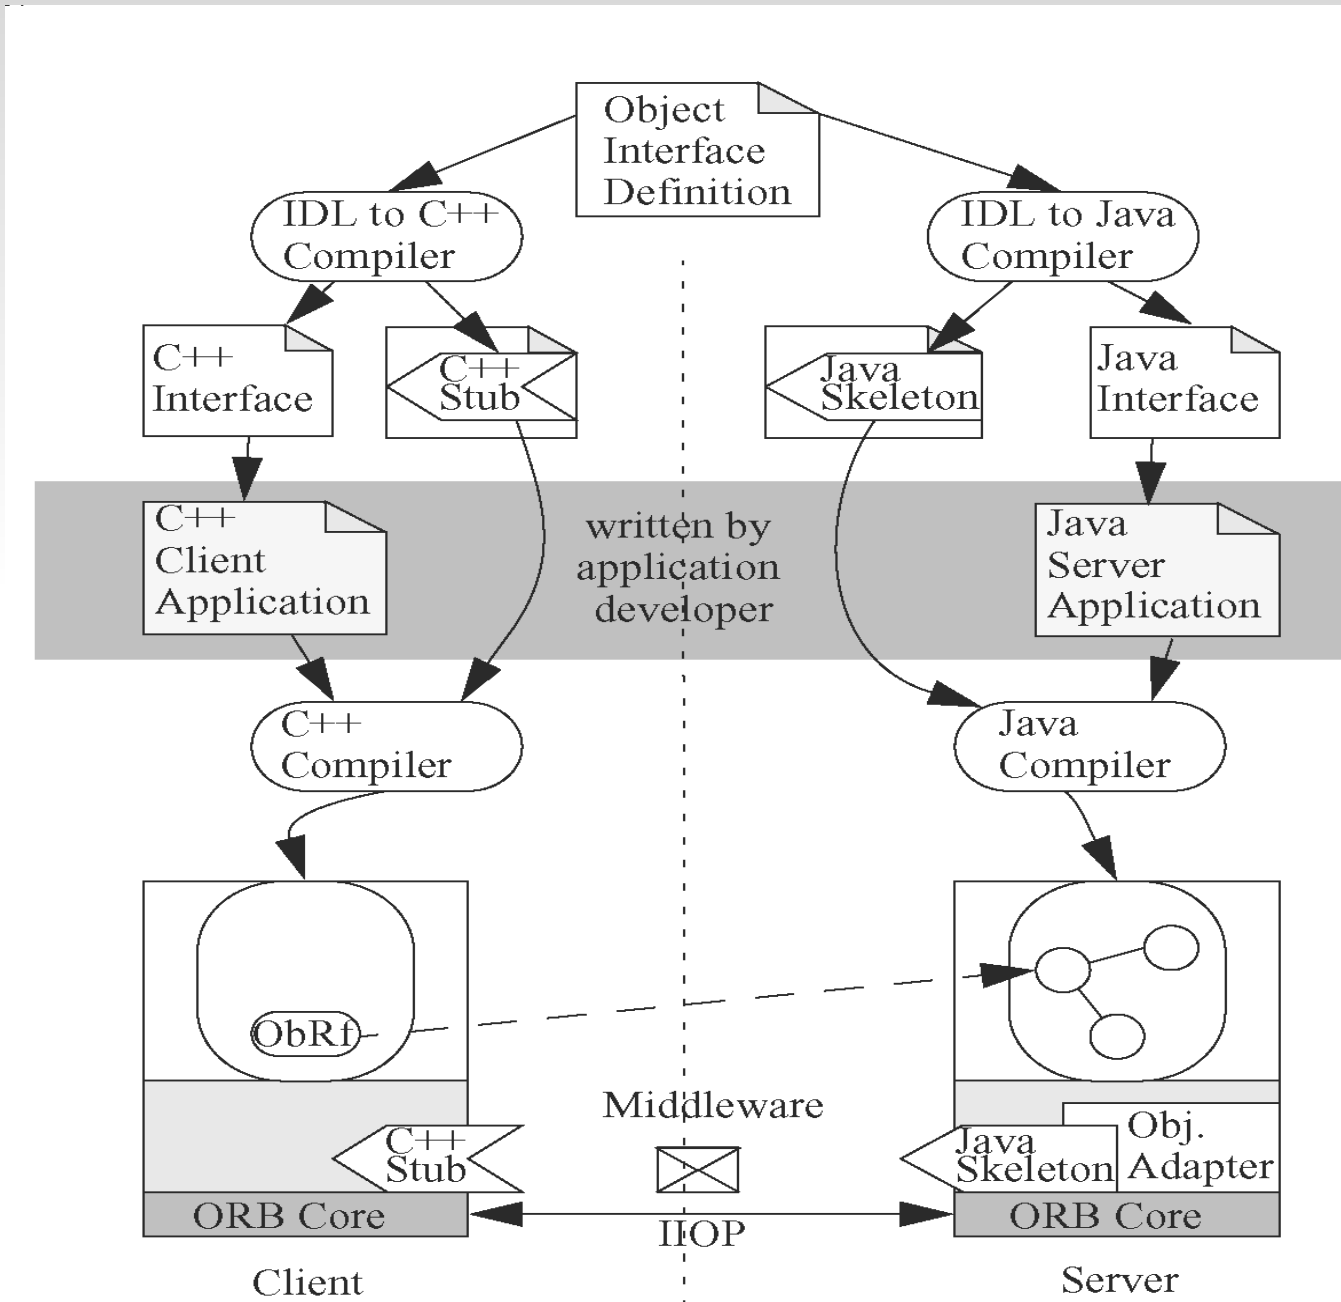 Object
Interface
Definition
IDL to C++
Compiler
IDL to Java
Compiler
C++
Interface
C++
Stub
Java
Skeleton
Java
Interface
C++
Client
Application
written by
application
developer
Java
Server
Application
C++
Compiler
Java
Compiler
ObRf
Middleware
C++
Stub
Java
Skeleton
Obj.
Adapter
ORB Core
IIOP
ORB Core
Client
Server